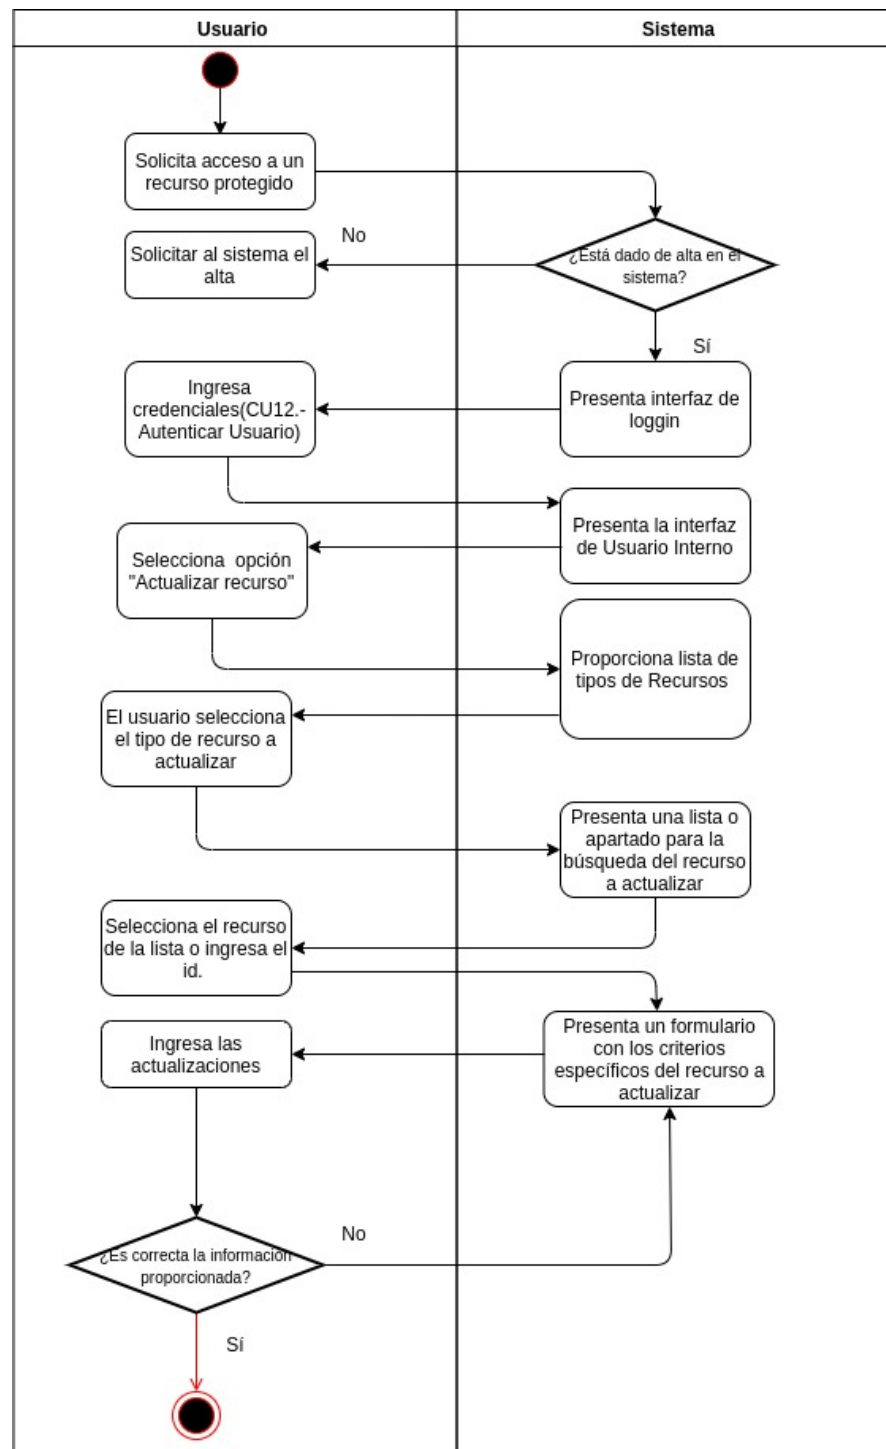 Usuario
Sistema
Solicita acceso a un
recurso protegido
No
Solicitar al sistema el
alta
¿Está dado de alta en el
sistema?
Sí
Ingresa
credenciales(CU12.-
Autenticar Usuario)
Presenta interfaz de
loggin
Presenta la interfaz
de Usuario Interno
Selecciona opción
"Actualizar recurso"
Proporciona lista de
tipos de Recursos
El usuario selecciona
el tipo de recurso a
actualizar
Presenta una lista o
apartado para la
búsqueda del recurso
a actualizar
Selecciona el recurso
de la lista o ingresa el
id.
Presenta un formulario
con los criterios
específicos del recurso a
actualizar
Ingresa las
actualizaciones
¿Es correcta la información
proporcionada?
No
Sí